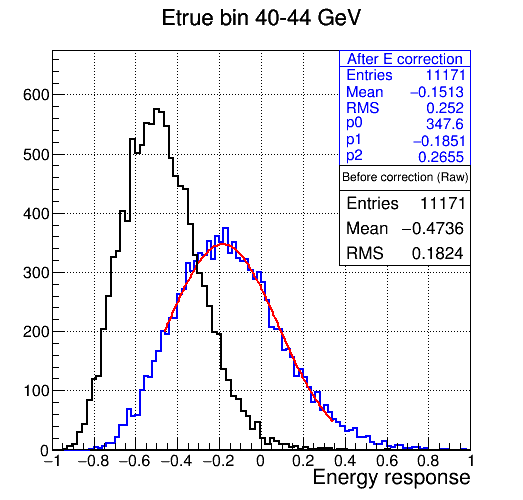 Etrue bin 40-44 GeV
After E correction
Entries 11171
Mean −0.1513
RMS 0.252
p0 347.6
p1 −0.1851
p2 0.2655
Before correction (Raw)
Entries 11171
Mean −0.4736
RMS 0.1824
600
500
400
300
200
100
0
−1 −0.8 −0.6 −0.4 −0.2 0 0.2 0.4 0.6 0.8 1
Energy response